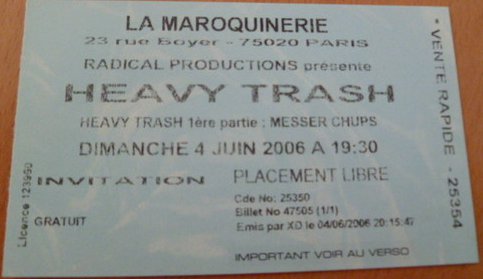 LA MAROQUINERIE
23 rue Boyer - 75020 PARIS
RADICAL PRODUCTIONS présente
HEAVY TRASH
HEAVY TRASH 1ère partie : MESSER CHUPS
DIMANCHE 4 JUIN 2006 A 19:30
INVITATION PLACEMENT LIBRE
Cde No: 25350
GRATUIT Billet No 47505 (1/1)
Emis par XD le 04/06/2006 20:15:47
IMPORTANT VOIR AU VERSO
Licence 123950
* VENTE RAPIDE - 25354